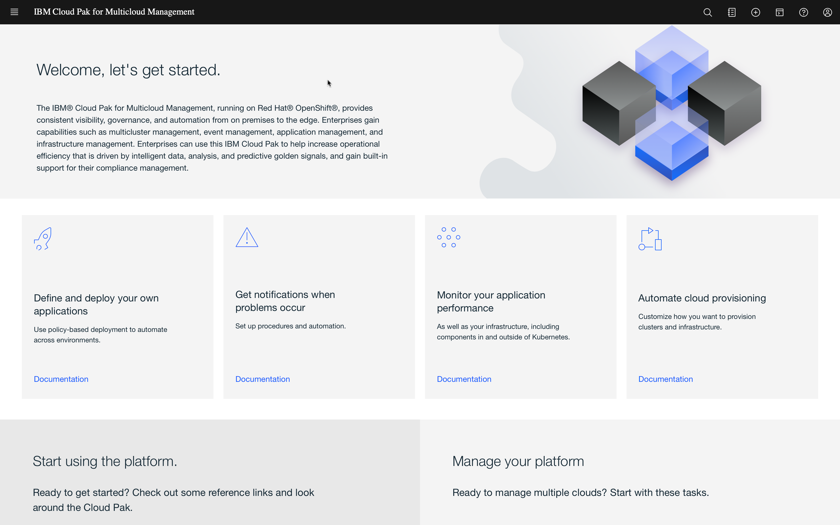 IBM Cloud Pak for Multicloud Management
Welcome, let's get started.
The IBM® Cloud Pak for Multicloud Management, running on Red Hat® OpenShift®, provides
consistent visibility, governance, and automation from on premises to the edge. Enterprises gain
capabilities such as multicluster management, event management, application management, and
infrastructure management. Enterprises can use this IBM Cloud Pak to help increase operational
efficiency that is driven by intelligent data, analysis, and predictive golden signals, and gain built-in
support for their compliance management.
Define and deploy your own
applications
Use policy-based deployment to automate
across environments.
Documentation
Get notifications when
problems occur
Set up procedures and automation.
Documentation
Monitor your application
performance
As well as your infrastructure, including
components in and outside of Kubernetes.
Documentation
Automate cloud provisioning
Customize how you want to provision
clusters and infrastructure.
Documentation
Start using the platform.
Ready to get started? Check out some reference links and look
around the Cloud Pak.
Manage your platform
Ready to manage multiple clouds? Start with these tasks.